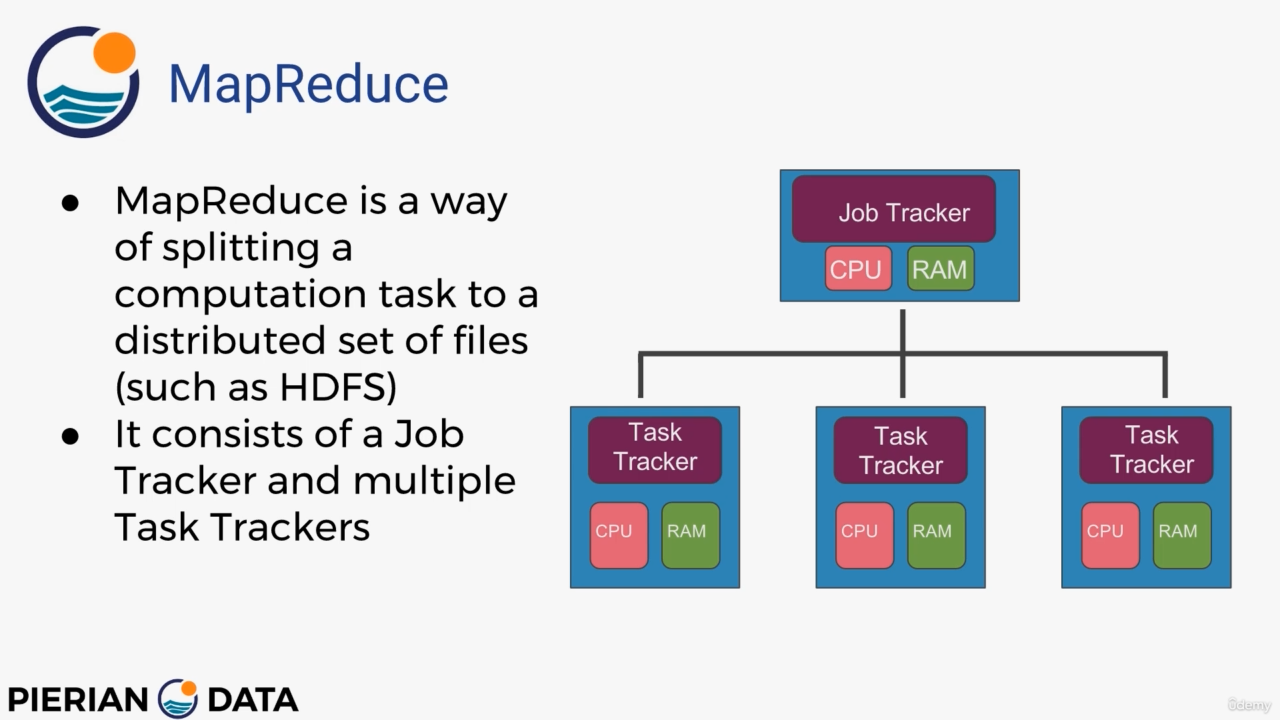 MapReduce
● MapReduce is a way
of splitting a
computation task to a
distributed set of files
(such as HDFS)
● It consists of a Job
Tracker and multiple
Task Trackers
Job Tracker
CPU RAM
Task
Tracker
CPU RAM
Task
Tracker
CPU RAM
Task
Tracker
CPU RAM
PIERIAN DATA
ûdemy